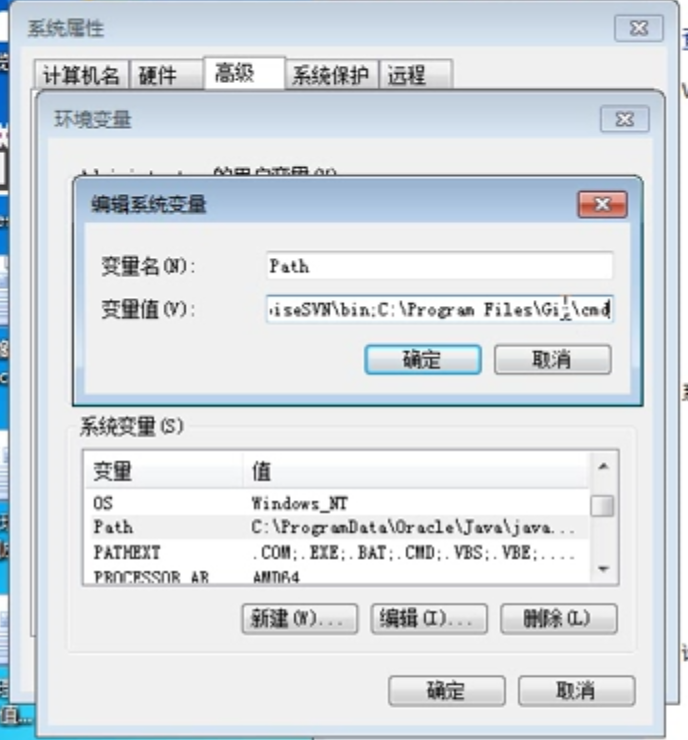 系统属性
计算机名 硬件 高级 系统保护 远程
环境变量
的用户变量(U)
编辑系统变量
变量名(N): Path
变量值(V): iseSVN\bin;C:\Program Files\Git\cmd
确定 取消
系统变量(S)
变量 值
OS Windows_NT
Path C:\ProgramData\Oracle\Java\java...
PATHEXT .COM;.EXE;.BAT;.CMD;.VBS;.VBE;....
PROCESSOR_AR AMD64
新建(W)... 编辑(I)... 删除(L)
确定 取消